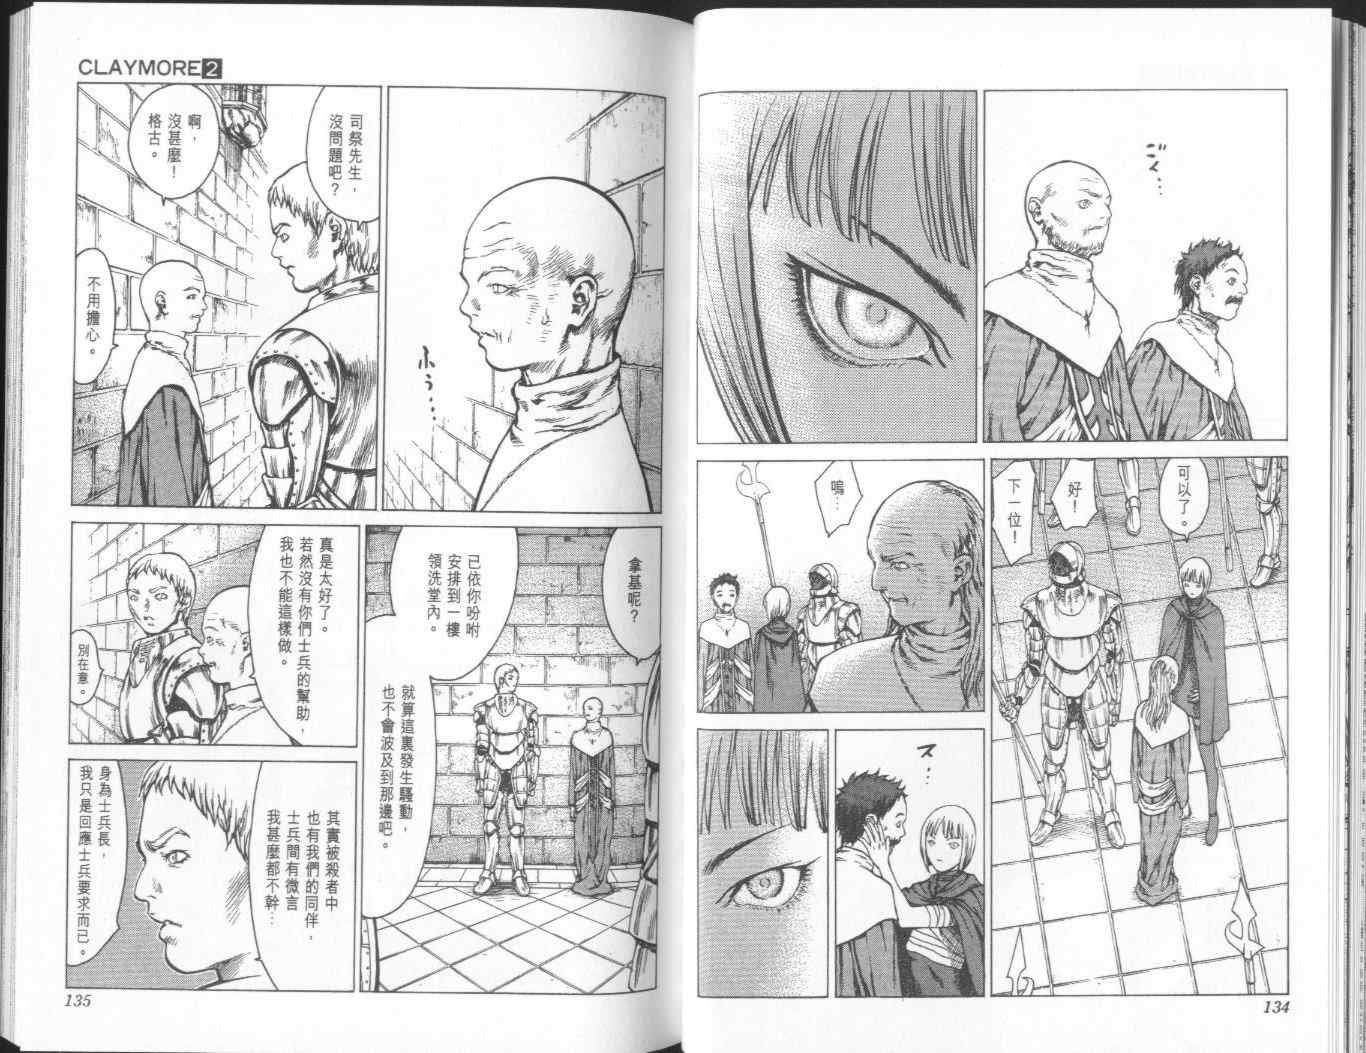 ごく…
可以了。
好！
下一位！
嗚…
ス…
134
CLAYMORE 2
ふぅ…
司祭先生，
沒問題吧？
啊，
沒甚麼！
格古。
不用擔心。
拿基呢？
已依你吩咐
安排到一樓
領洗堂內。
就算這裏發生騷動，
也不會波及到那邊吧。
真是太好了。
若然沒有你們士兵的幫助，
我也不能這樣做。
別在意。
其實被殺者中
也有我們的同伴，
士兵間有微言
我甚麼都不幹…
身為士兵長，
我只是回應士兵要求而已。
135